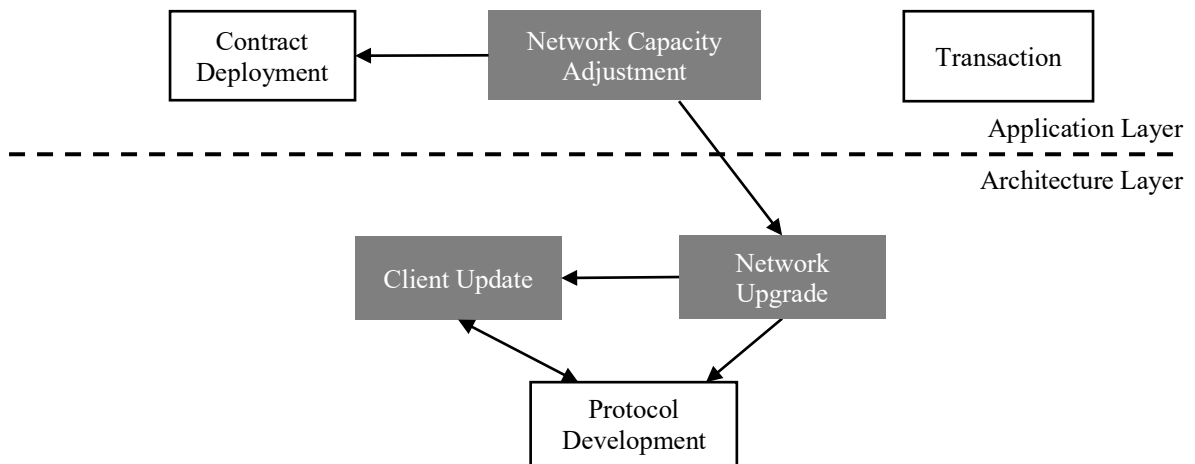 Contract
Deployment
Network Capacity
Adjustment
Transaction
Application Layer
Architecture Layer
Client Update
Network
Upgrade
Protocol
Development